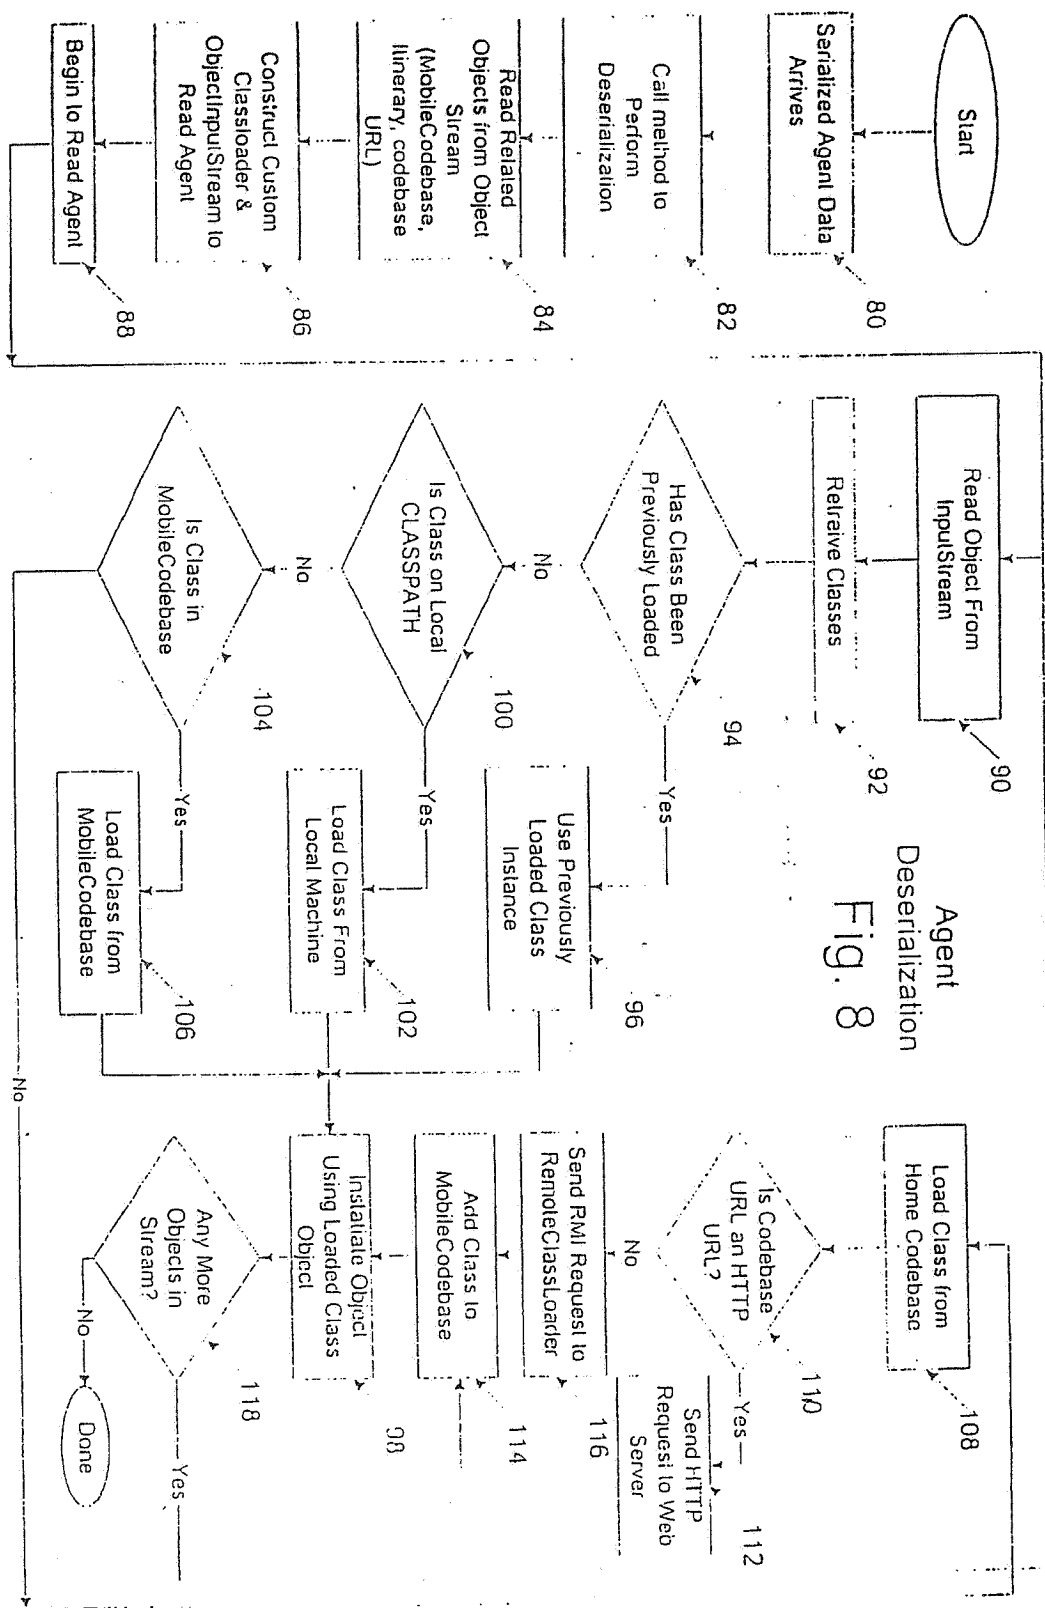 Start
Serialized Agent Data
Arrives
80
Call method to
Perform
Deserialization
82
Read Related
Objects from Object
Stream
(MobileCodebase,
Itinerary, codebase
URL)
84
Construct Custom
Classloader &
ObjectInputStream to
Read Agent
86
Begin to Read Agent
88
Read Object From
InputStream
90
Retreive Classes
92
Has Class Been
Previously Loaded
94
Yes
No
Use Previously
Loaded Class
Instance
96
Is Class on Local
CLASSPATH
100
Yes
No
Load Class From
Local Machine
102
Is Class in
MobileCodebase
104
Yes
Load Class from
MobileCodebase
106
No
Agent
Deserialization
Fig. 8
Load Class from
Home Codebase
108
Is Codebase
URL an HTTP
URL?
110
Yes
No
Send HTTP
Request to Web
Server
112
Send RMI Request to
RemoteClassLoader
116
Add Class to
MobileCodebase
114
Instatiate Object
Using Loaded Class
Object
98
Any More
Objects in
Stream?
118
Yes
No
Done